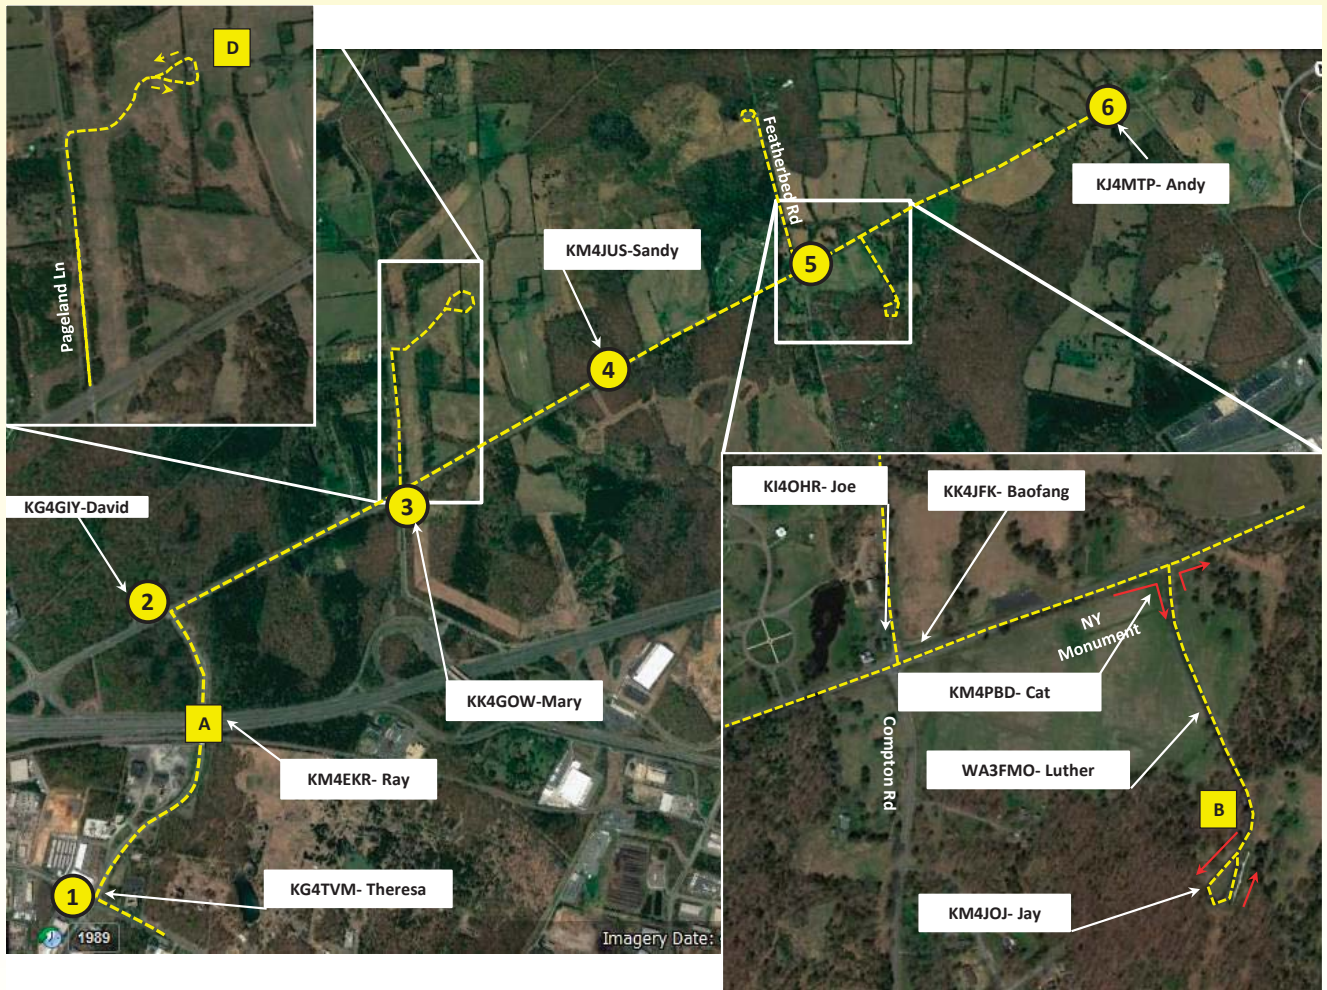 D
Pageland Ln
Featherbed Rd
6
KJ4MTP- Andy
KM4JUS-Sandy
5
4
KG4GIY-David
3
2
KK4GOW-Mary
A
KM4EKR- Ray
KG4TVM- Theresa
1
1989
Imagery Date:
KI4OHR- Joe
KK4JFK- Baofang
NY
Monument
KM4PBD- Cat
Compton Rd
WA3FMO- Luther
B
KM4JOJ- Jay